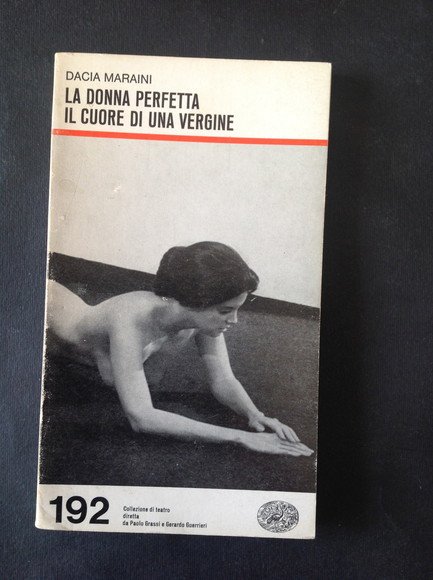 DACIA MARAINI
LA DONNA PERFETTA
IL CUORE DI UNA VERGINE
192
Collezione di teatro
diretta
da Paolo Grassi e Gerardo Guerrieri